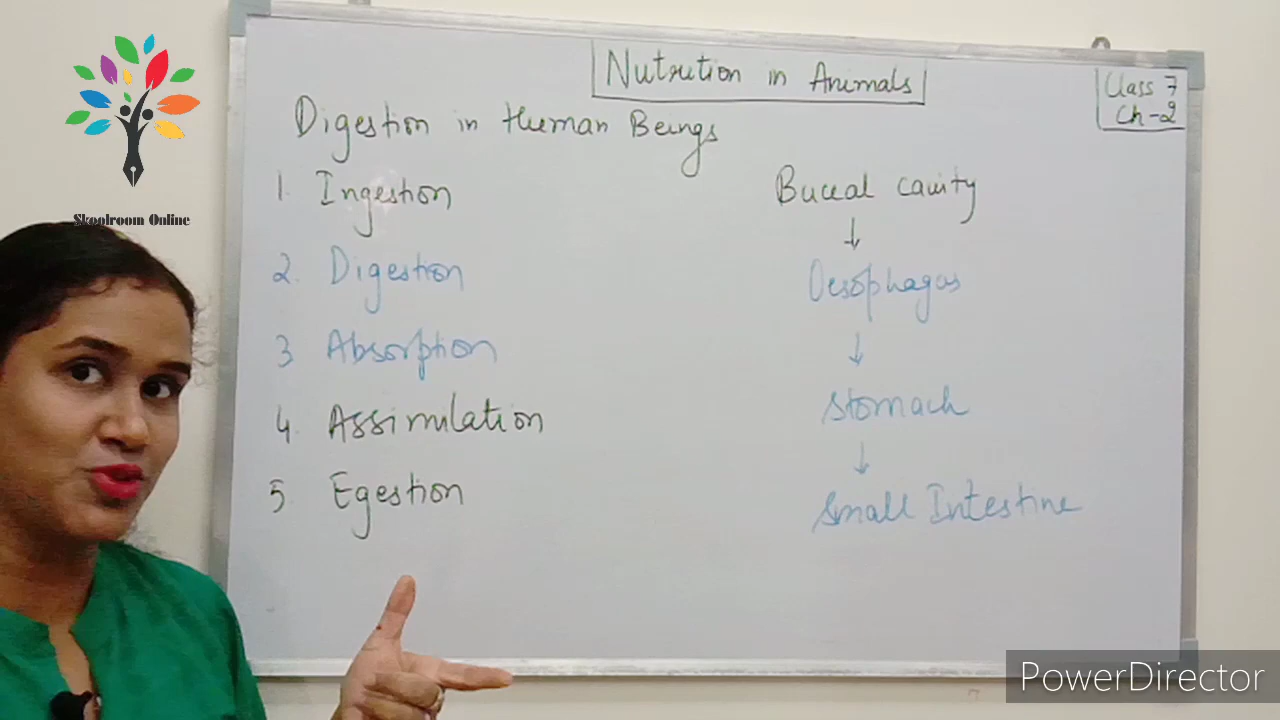 Nutrition in Animals
Class 7
Ch-2
Digestion in Human Beings
1. Ingestion
2. Digestion
3 Absorption
4. Assimilation
5 Egestion
Buccal cavity
↓
Oesophagus
↓
Stomach
↓
Small Intestine
Skoolroom Online
PowerDirector